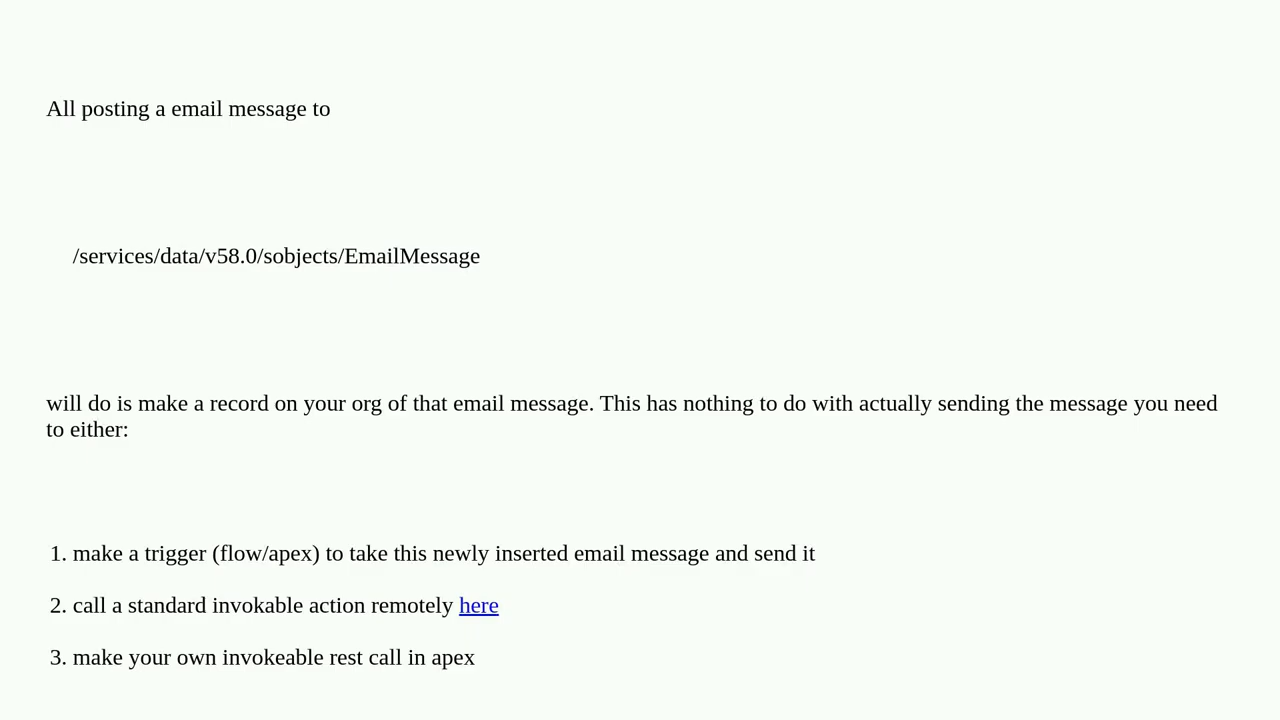 All posting a email message to
/services/data/v58.0/sobjects/EmailMessage
will do is make a record on your org of that email message. This has nothing to do with actually sending the message you need
to either:
1. make a trigger (flow/apex) to take this newly inserted email message and send it
2. call a standard invokable action remotely here
3. make your own invokeable rest call in apex